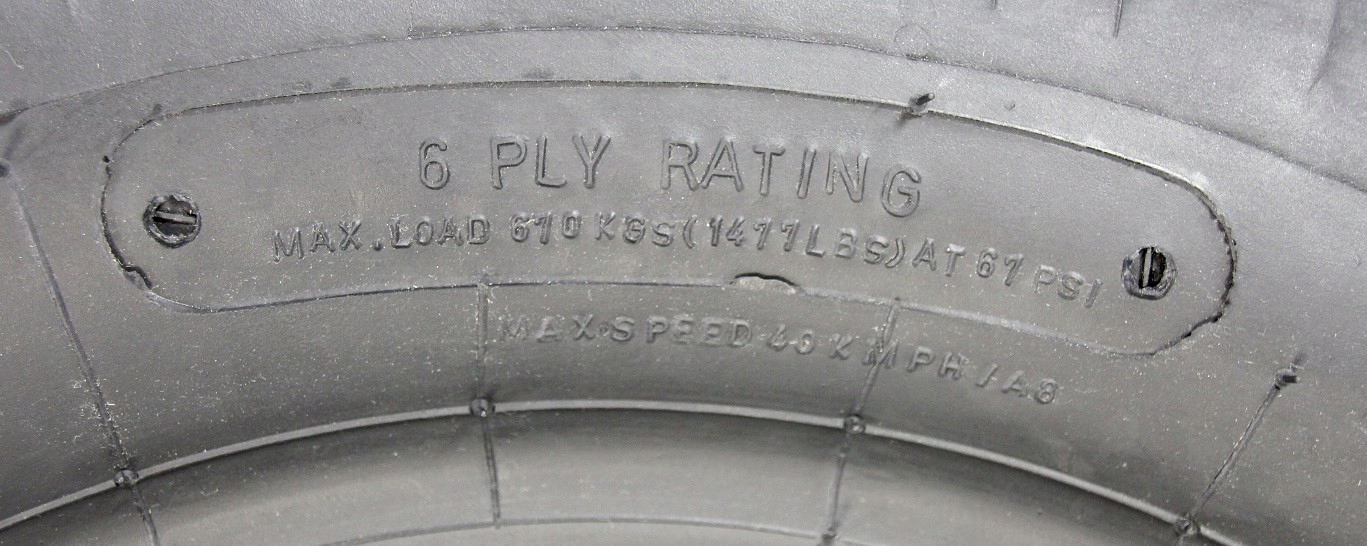 6 PLY RATING
MAX. LOAD 670 KGS(1477LBS) AT 67 PSI
MAX.SPEED 40 KMPH/A8